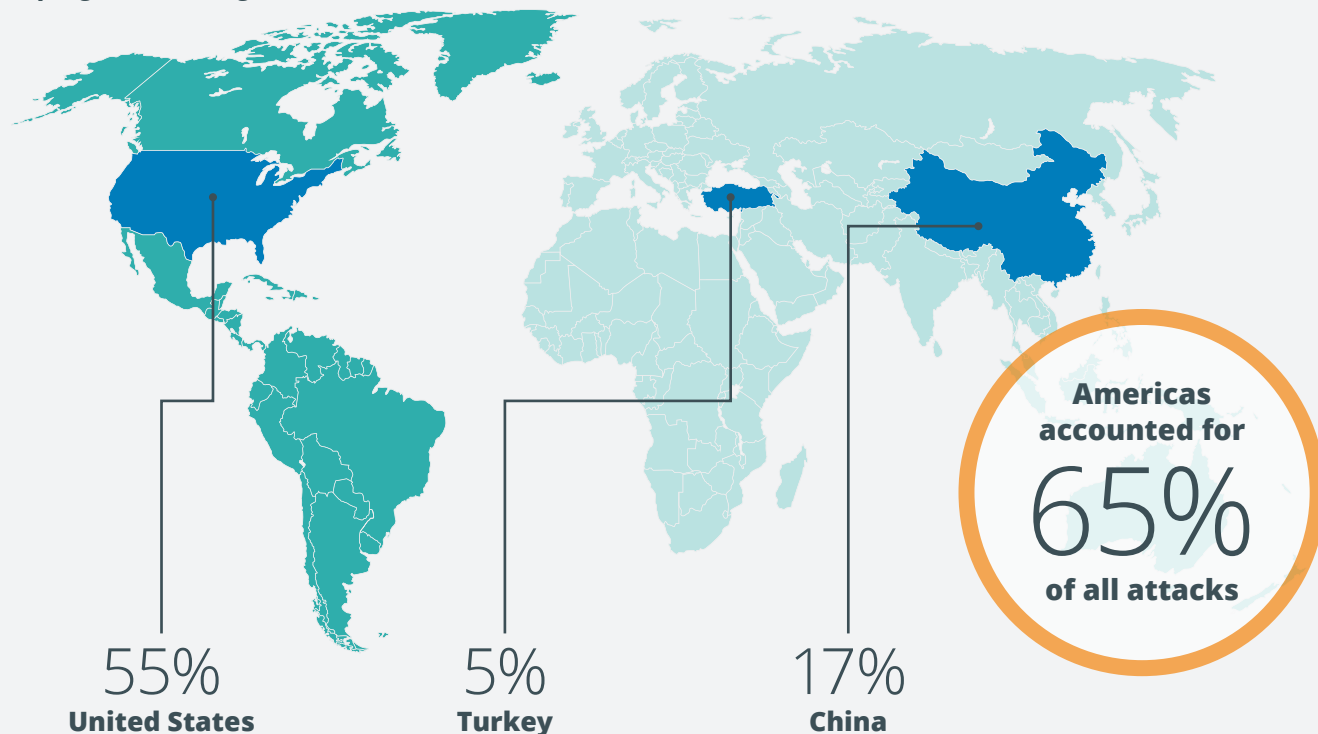 Americas
accounted for
65%
of all attacks
55%
United States
5%
Turkey
17%
China